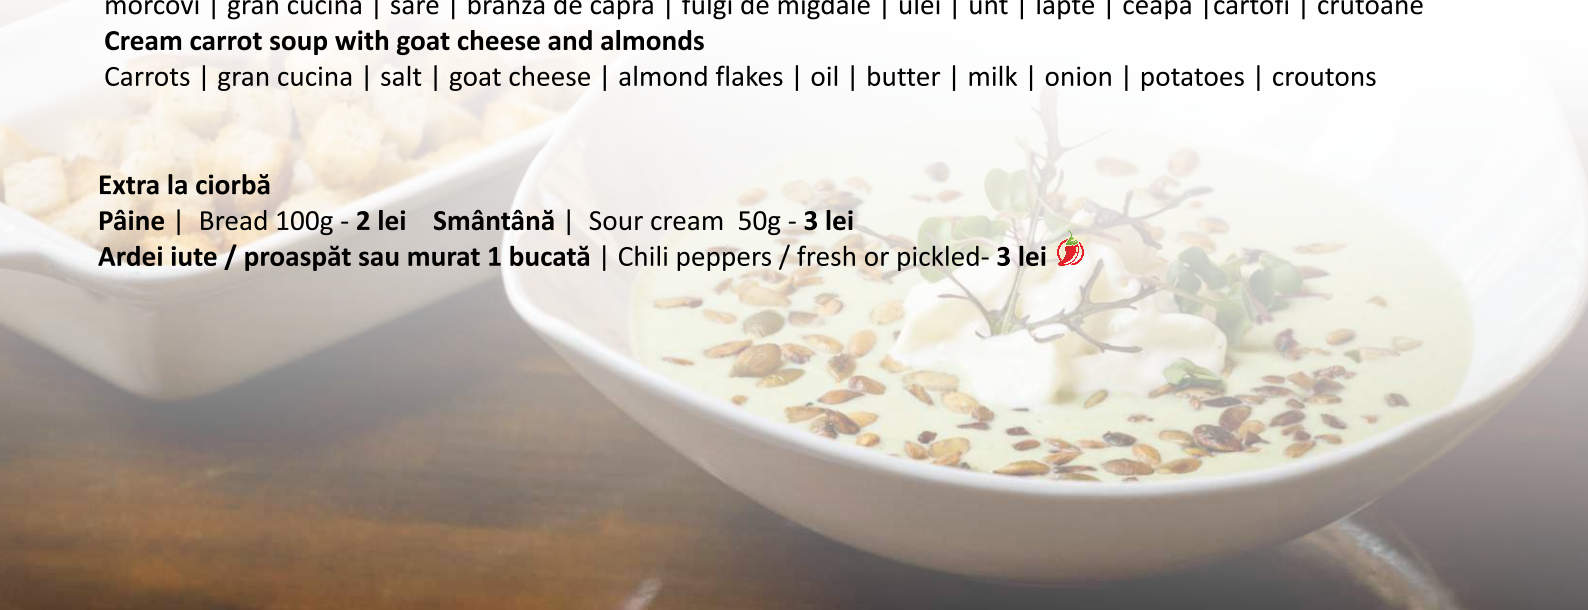 morcovi | gran cucina | sare | branza de capra | fulgi de migdale | ulei | unt | lapte | ceapa |cartofi | crutoane
Cream carrot soup with goat cheese and almonds
Carrots | gran cucina | salt | goat cheese | almond flakes | oil | butter | milk | onion | potatoes | croutons
Extra la ciorbă
Pâine | Bread 100g - 2 lei Smântână | Sour cream 50g - 3 lei
Ardei iute / proaspăt sau murat 1 bucată | Chili peppers / fresh or pickled- 3 lei